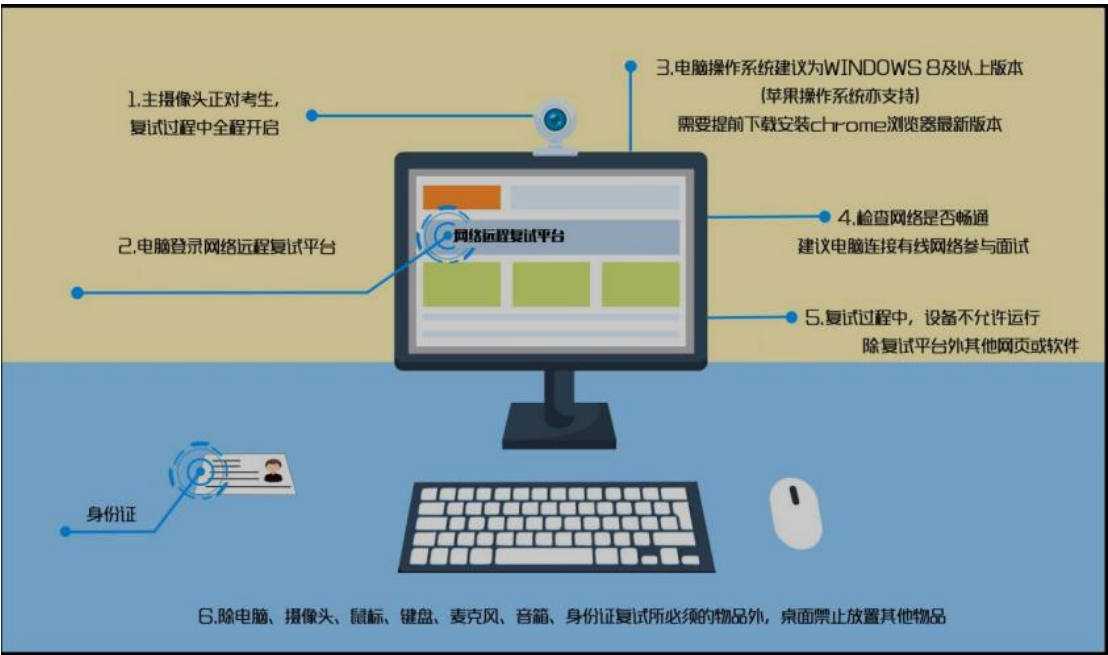 1.主摄像头正对考生,
复试过程中全程开启
2.电脑登录网络远程复试平台
3.电脑操作系统建议为WINDOWS 8及以上版本
(苹果操作系统亦支持)
需要提前下载安装chrome浏览器最新版本
网络远程复试平台
4.检查网络是否畅通
建议电脑连接有线网络参与面试
5.复试过程中, 设备不允许运行
除复试平台外其他网页或软件
身份证
6.除电脑、摄像头、鼠标、键盘、麦克风、音箱、身份证复试所必须的物品外, 桌面禁止放置其他物品